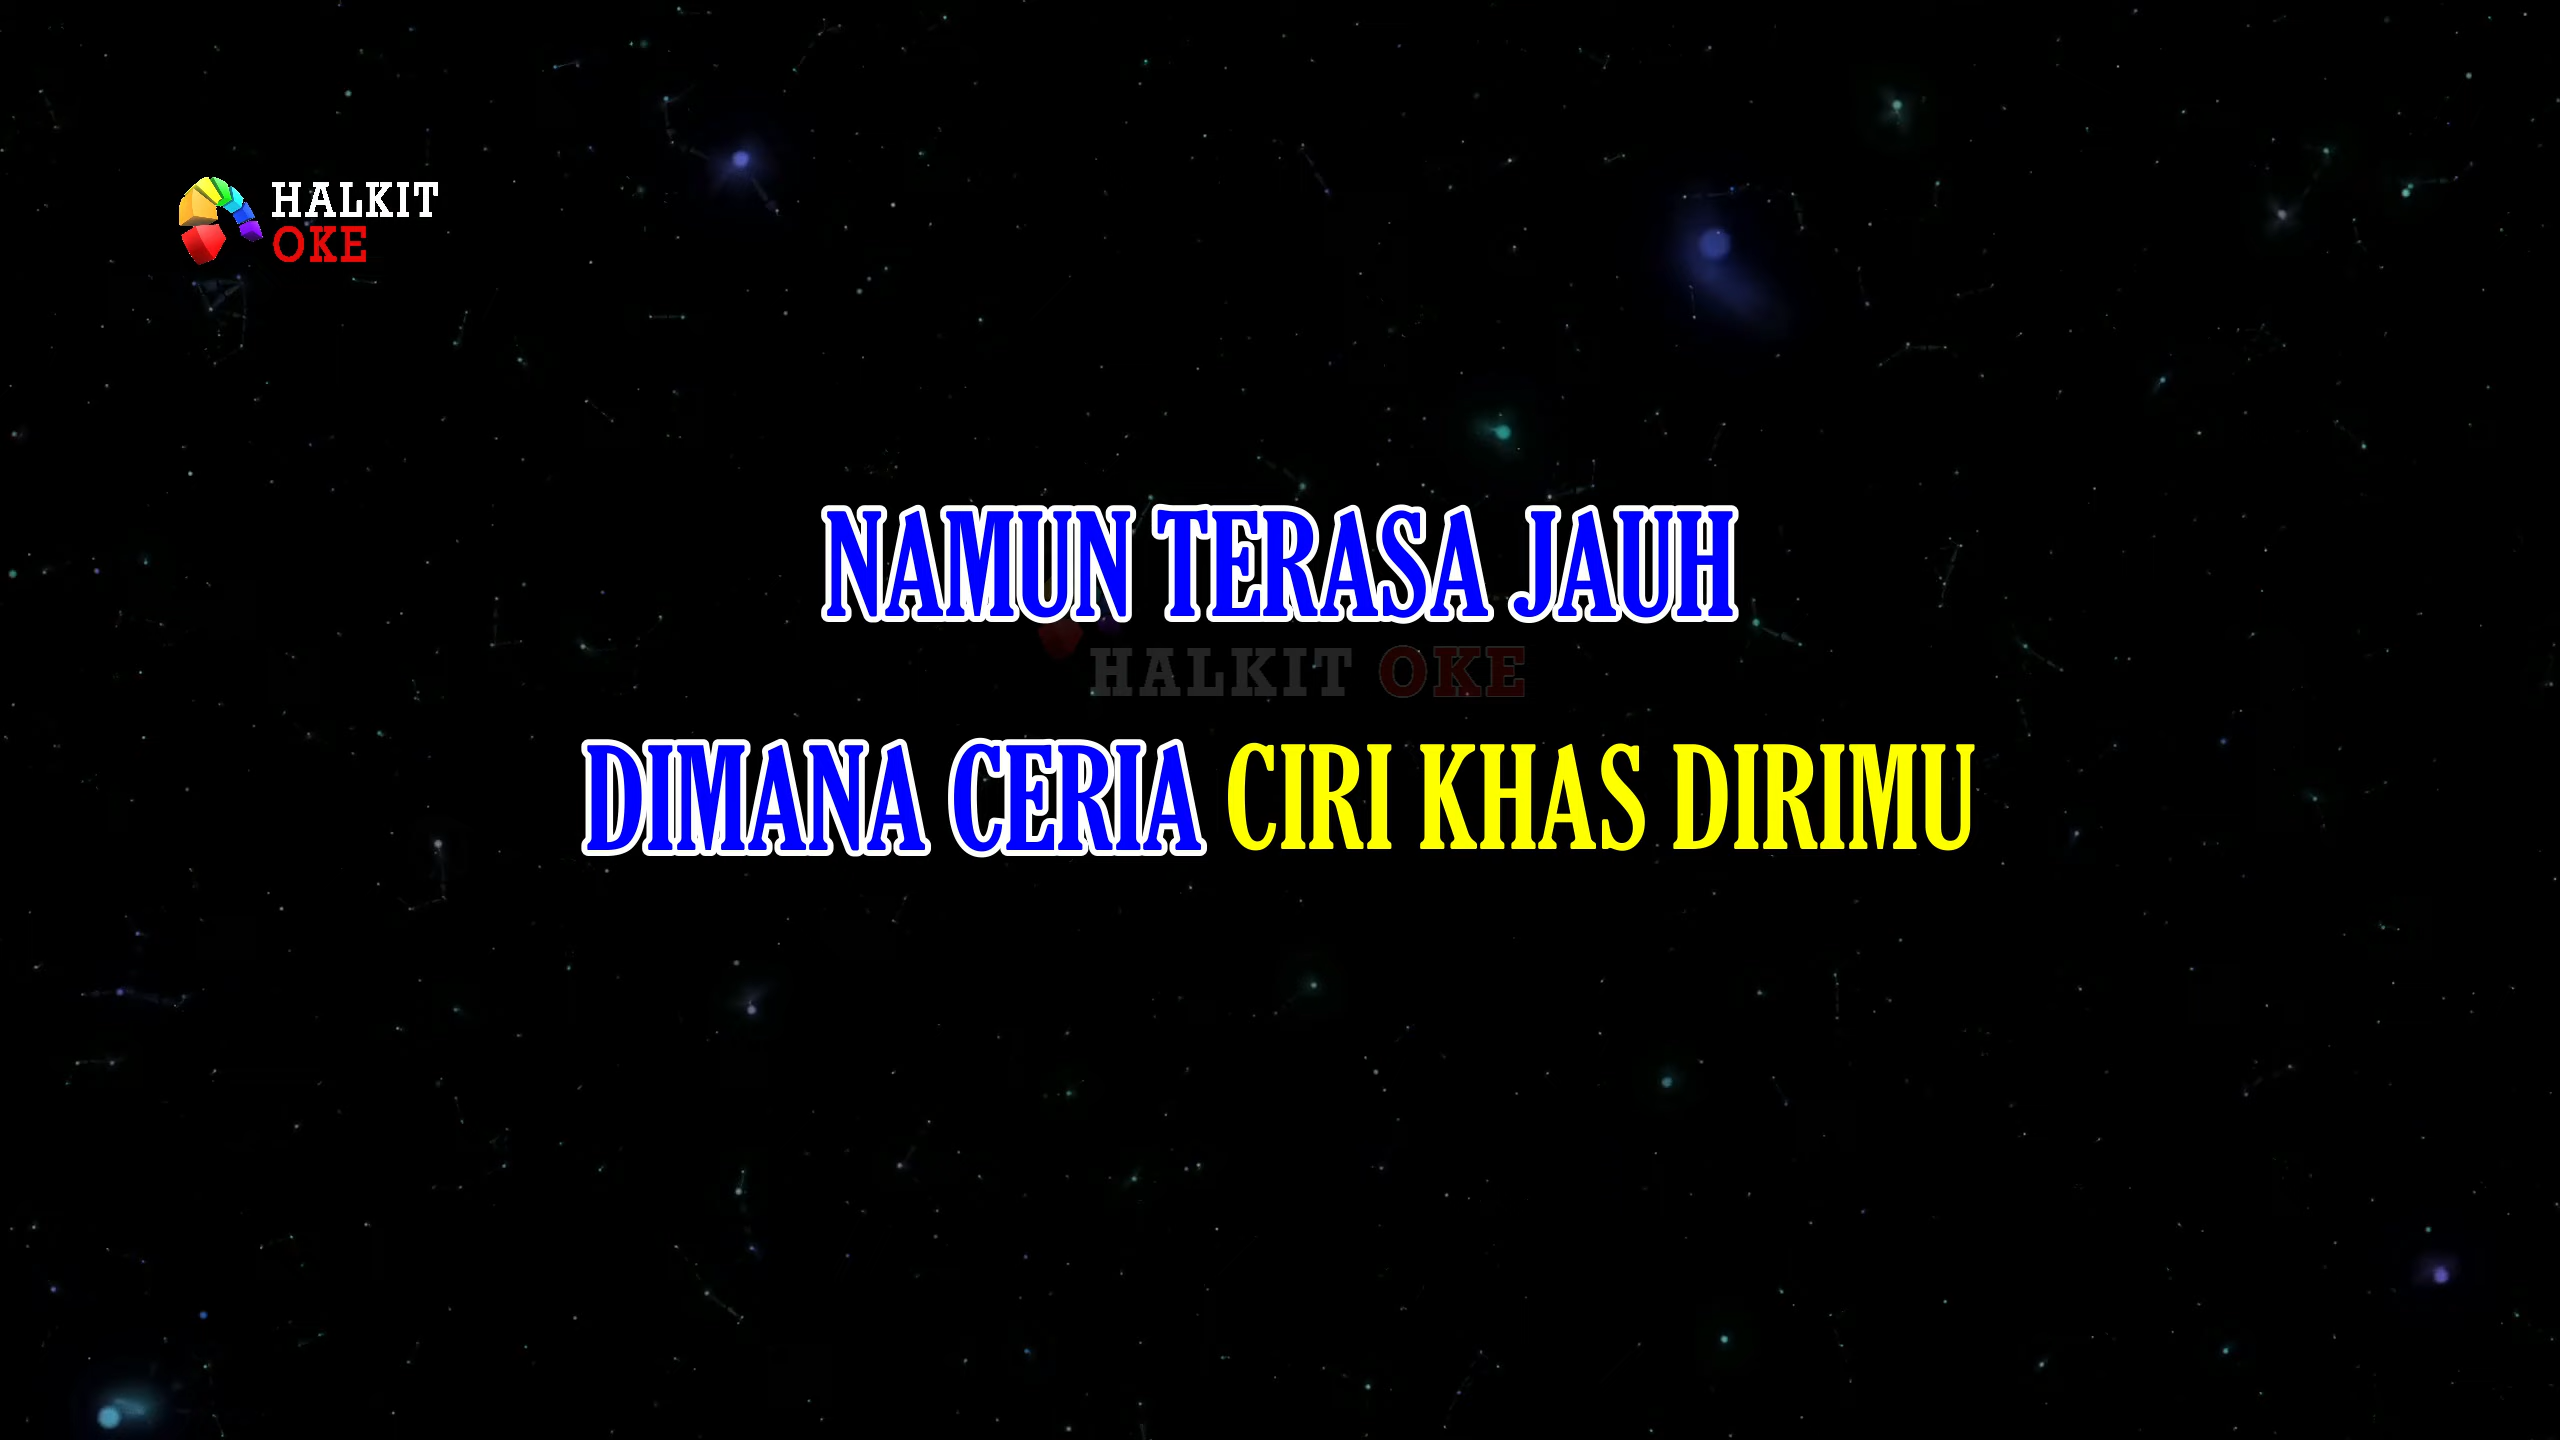 HALKIT
OKE
NAMUN TERASA JAUH
HALKIT OKE
DIMANA CERIA CIRI KHAS DIRIMU